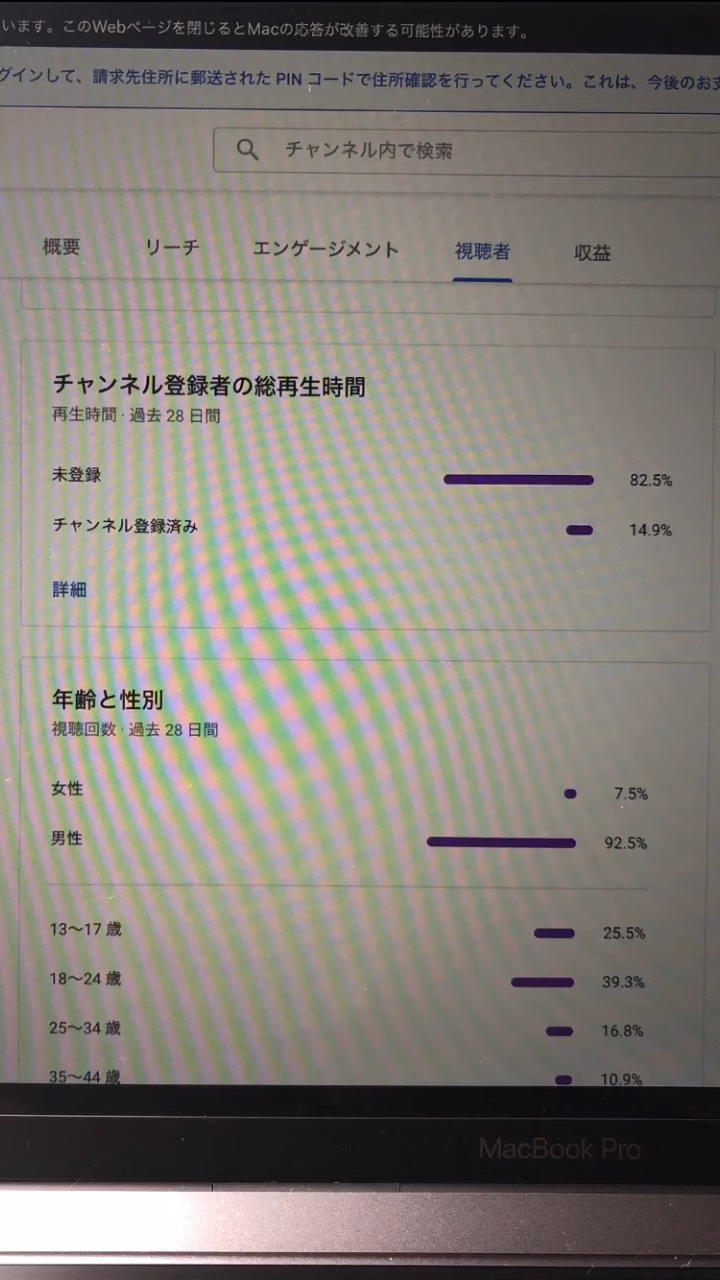 います。このWebページを閉じるとMacの応答が改善する可能性があります。
グインして、請求先住所に郵送された PIN コードで住所確認を行ってください。これは、今後のお支
チャンネル内で検索
概要 リーチ エンゲージメント 視聴者 収益
チャンネル登録者の総再生時間
再生時間 · 過去 28 日間
未登録 82.5%
チャンネル登録済み 14.9%
詳細
年齢と性別
視聴回数 · 過去 28 日間
女性 7.5%
男性 92.5%
13～17 歳 25.5%
18～24 歳 39.3%
25～34 歳 16.8%
35～44 歳 10.9%
MacBook Pro